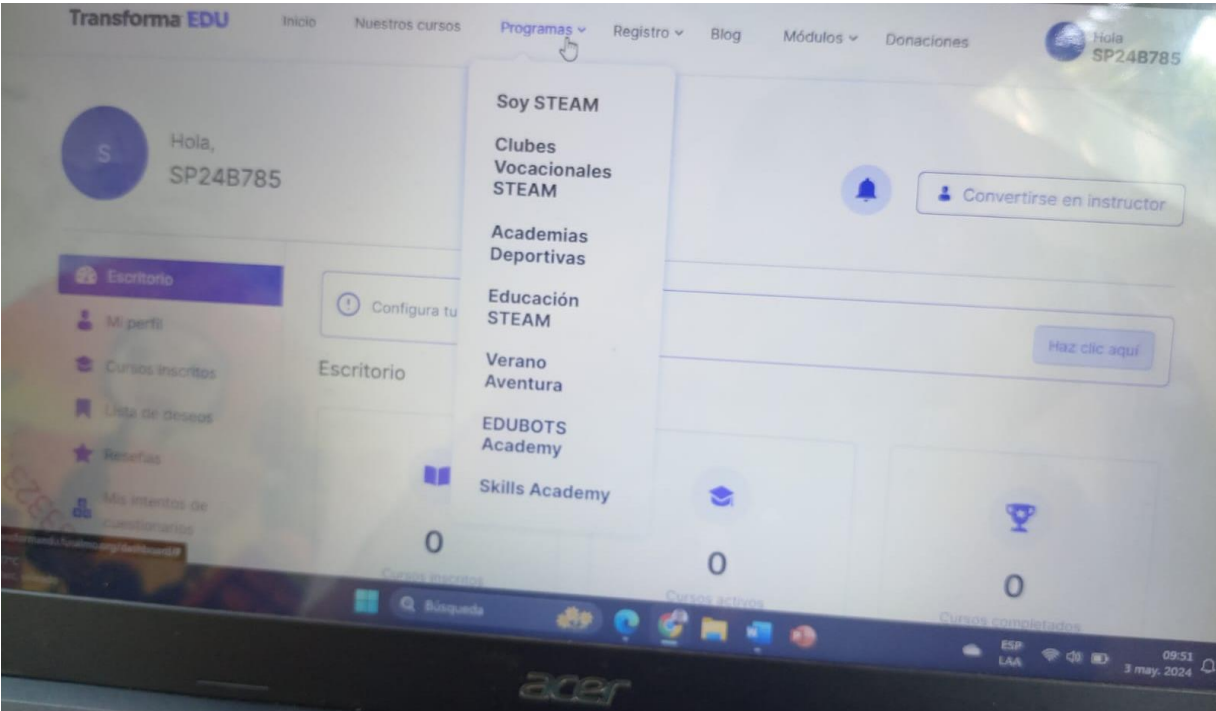 Transforma EDU
Inicio
Nuestros cursos
Programas
Registro
Blog
Módulos
Donaciones
Hola
SP24B785
S
Hola,
SP24B785
Soy STEAM
Clubes
Vocacionales
STEAM
Academias
Deportivas
Educación
STEAM
Verano
Aventura
EDUBOTS
Academy
Skills Academy
Convertirse en instructor
Escritorio
Mi perfil
Cursos inscritos
Lista de deseos
Reseñas
Mis intentos de
cuestionarios
Configura tu
Haz clic aquí
Escritorio
0
Cursos inscritos
0
Cursos activos
0
Cursos completados
Búsqueda
ESP
LAA
09:51
3 may. 2024
acer